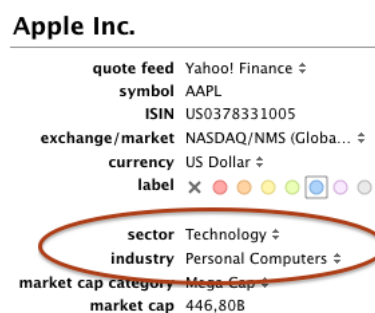 Apple Inc.
quote feed Yahoo! Finance
symbol AAPL
ISIN US0378331005
exchange/market NASDAQ/NMS (Globa...
currency US Dollar
label
sector Technology
industry Personal Computers
market cap category Mega Cap
market cap 446,80B